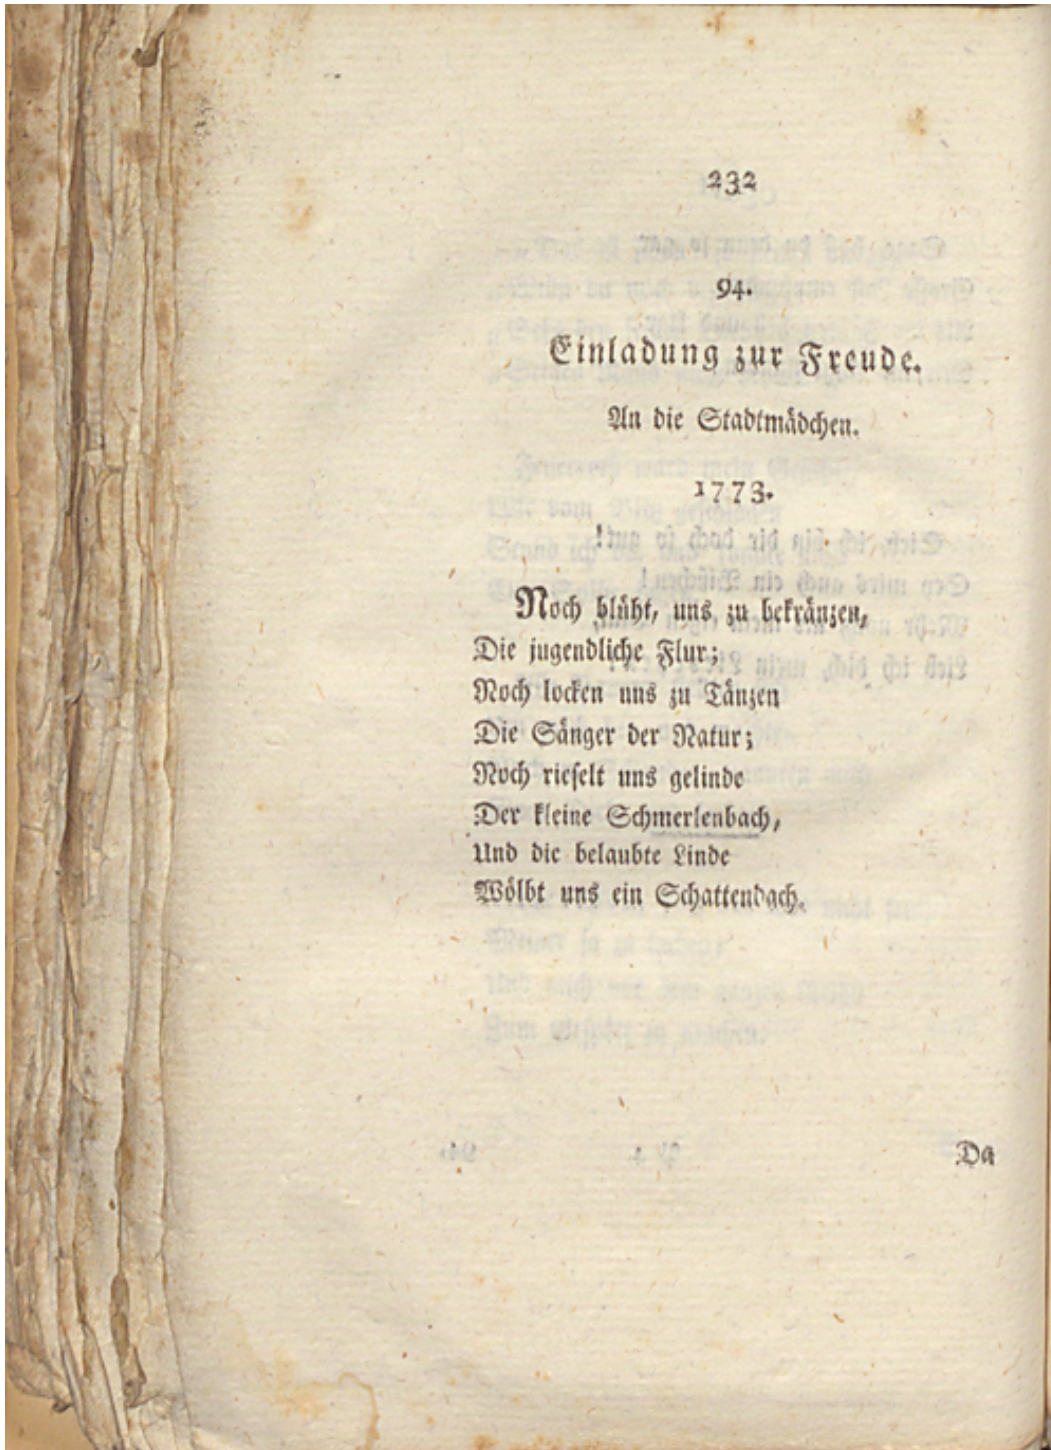 232
94.
Einladung zur Freude.
An die Stadtmädchen.
1773.
Noch blüht, uns zu bekränzen,
Die jugendliche Flur;
Noch locken uns zu Tänzen
Die Sänger der Natur;
Noch rieſelt uns gelinde
Der kleine Schmerlenbach,
Und die belaubte Linde
Wölbt uns ein Schattendach.
Da